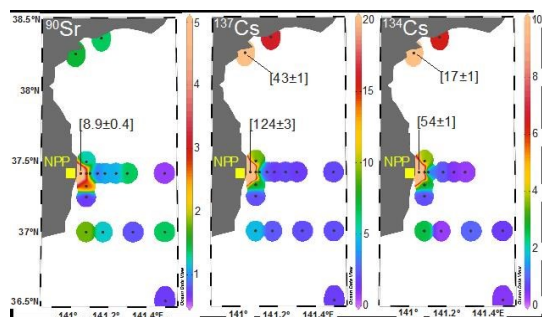 ⁹⁰Sr
¹³⁷Cs
¹³⁴Cs
38.5°N
38°N
37.5°N
37°N
36.5°N
[8.9±0.4]
NPP
[43±1]
[124±3]
NPP
[17±1]
[54±1]
NPP
5
4
3
2
1
20
15
10
5
0
10
8
6
4
2
0
Ocean Data View
Ocean Data View
Ocean Data View
141° 141.2° 141.4°E
141° 141.2° 141.4°E
141° 141.2° 141.4°E